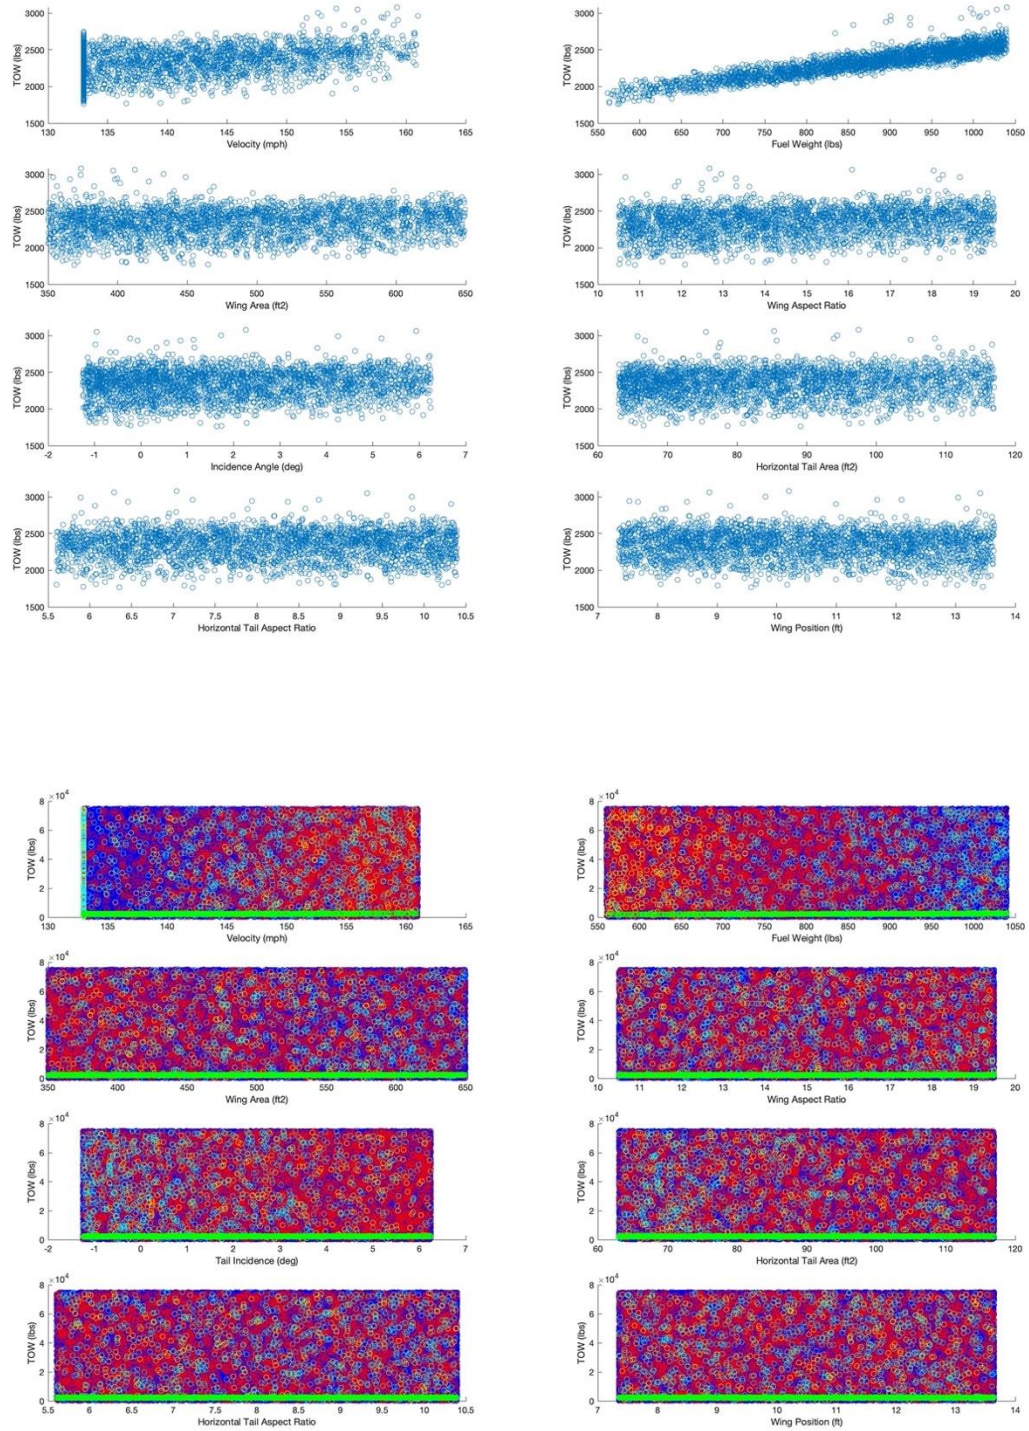 TOW (lbs)
3000
2500
2000
1500
130 135 140 145 150 155 160 165
Velocity (mph)
TOW (lbs)
3000
2500
2000
1500
550 600 650 700 750 800 850 900 950 1000 1050
Fuel Weight (lbs)
TOW (lbs)
3000
2500
2000
1500
350 400 450 500 550 600 650
Wing Area (ft2)
TOW (lbs)
3000
2500
2000
1500
10 11 12 13 14 15 16 17 18 19 20
Wing Aspect Ratio
TOW (lbs)
3000
2500
2000
1500
-2 -1 0 1 2 3 4 5 6 7
Incidence Angle (deg)
TOW (lbs)
3000
2500
2000
1500
60 70 80 90 100 110 120
Horizontal Tail Area (ft2)
TOW (lbs)
3000
2500
2000
1500
5.5 6 6.5 7 7.5 8 8.5 9 9.5 10 10.5
Horizontal Tail Aspect Ratio
TOW (lbs)
3000
2500
2000
1500
7 8 9 10 11 12 13 14
Wing Position (ft)
×10⁴
TOW (lbs)
8
6
4
2
0
130 135 140 145 150 155 160 165
Velocity (mph)
×10⁴
TOW (lbs)
8
6
4
2
0
550 600 650 700 750 800 850 900 950 1000 1050
Fuel Weight (lbs)
×10⁴
TOW (lbs)
8
6
4
2
0
350 400 450 500 550 600 650
Wing Area (ft2)
×10⁴
TOW (lbs)
8
6
4
2
0
10 11 12 13 14 15 16 17 18 19 20
Wing Aspect Ratio
×10⁴
TOW (lbs)
8
6
4
2
0
-2 -1 0 1 2 3 4 5 6 7
Tail Incidence (deg)
×10⁴
TOW (lbs)
8
6
4
2
0
60 70 80 90 100 110 120
Horizontal Tail Area (ft2)
×10⁴
TOW (lbs)
8
6
4
2
0
5.5 6 6.5 7 7.5 8 8.5 9 9.5 10 10.5
Horizontal Tail Aspect Ratio
×10⁴
TOW (lbs)
8
6
4
2
0
7 8 9 10 11 12 13 14
Wing Position (ft)